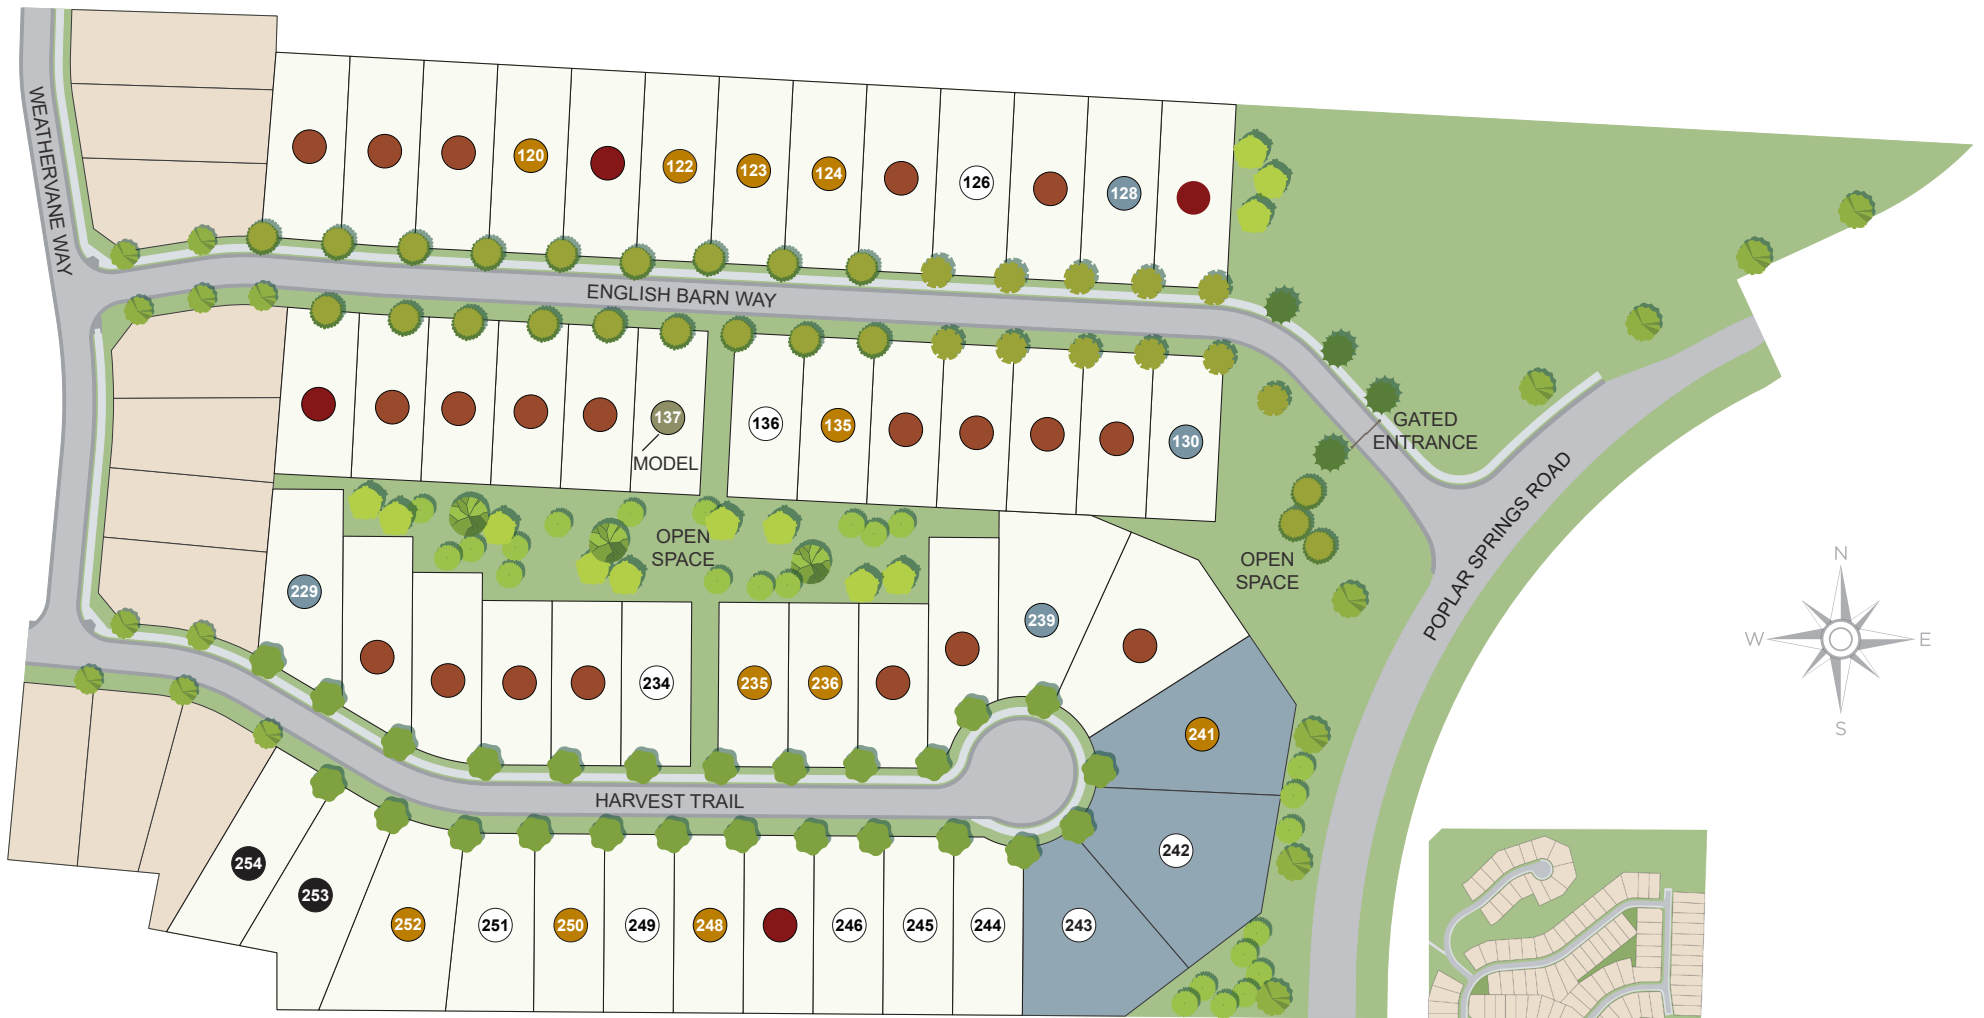 WEATHERVANE WAY
120
122
123
124
126
128
ENGLISH BARN WAY
137
MODEL
136
135
130
GATED
ENTRANCE
OPEN
SPACE
OPEN
SPACE
POPLAR SPRINGS ROAD
N
W
E
S
229
239
234
235
236
241
HARVEST TRAIL
242
254
253
252
251
250
249
248
246
245
244
243